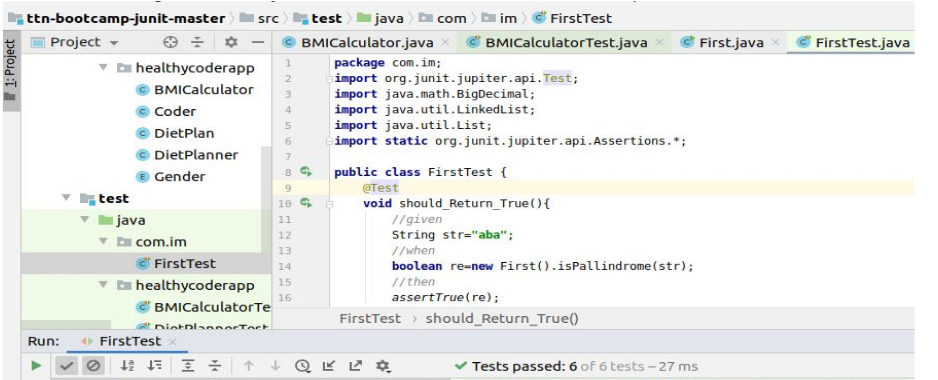 ttn-bootcamp-junit-master src test java com im FirstTest
1: Project
Project
BMICalculator.java BMICalculatorTest.java First.java FirstTest.java
healthycoderapp
BMICalculator
Coder
DietPlan
DietPlanner
Gender
test
java
com.im
FirstTest
healthycoderapp
BMICalculatorTe
DietPlannerTest
1 package com.im;
2 import org.junit.jupiter.api.Test;
3 import java.math.BigDecimal;
4 import java.util.LinkedList;
5 import java.util.List;
6 import static org.junit.jupiter.api.Assertions.*;
7
8 public class FirstTest {
9 @Test
10 void should_Return_True(){
11 //given
12 String str="aba";
13 //when
14 boolean re=new First().isPallindrome(str);
15 //then
16 assertTrue(re);
FirstTest › should_Return_True()
Run: FirstTest
Tests passed: 6 of 6 tests – 27 ms